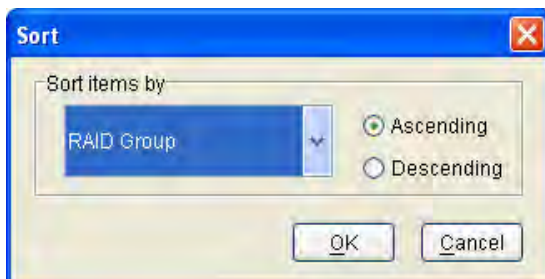 Sort
Sort items by
RAID Group
Ascending
Descending
OK
Cancel